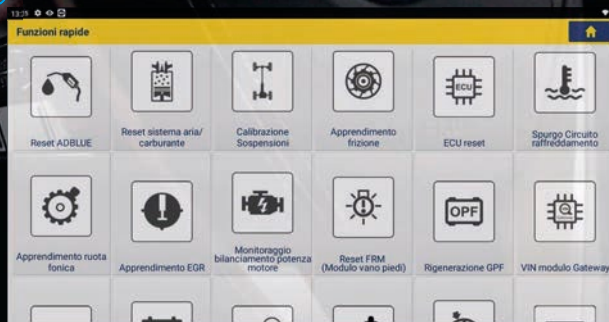 13:15
Funzioni rapide
Reset ADBLUE
Reset sistema aria/
carburante
Calibrazione
Sospensioni
Apprendimento
frizione
ECU
ECU reset
Spurgo Circuito
raffreddamento
Apprendimento ruota
fonica
Apprendimento EGR
Monitoraggio
bilanciamento potenza
motore
Reset FRM
(Modulo vano piedi)
OPF
Rigenerazione GPF
VIN modulo Gateway